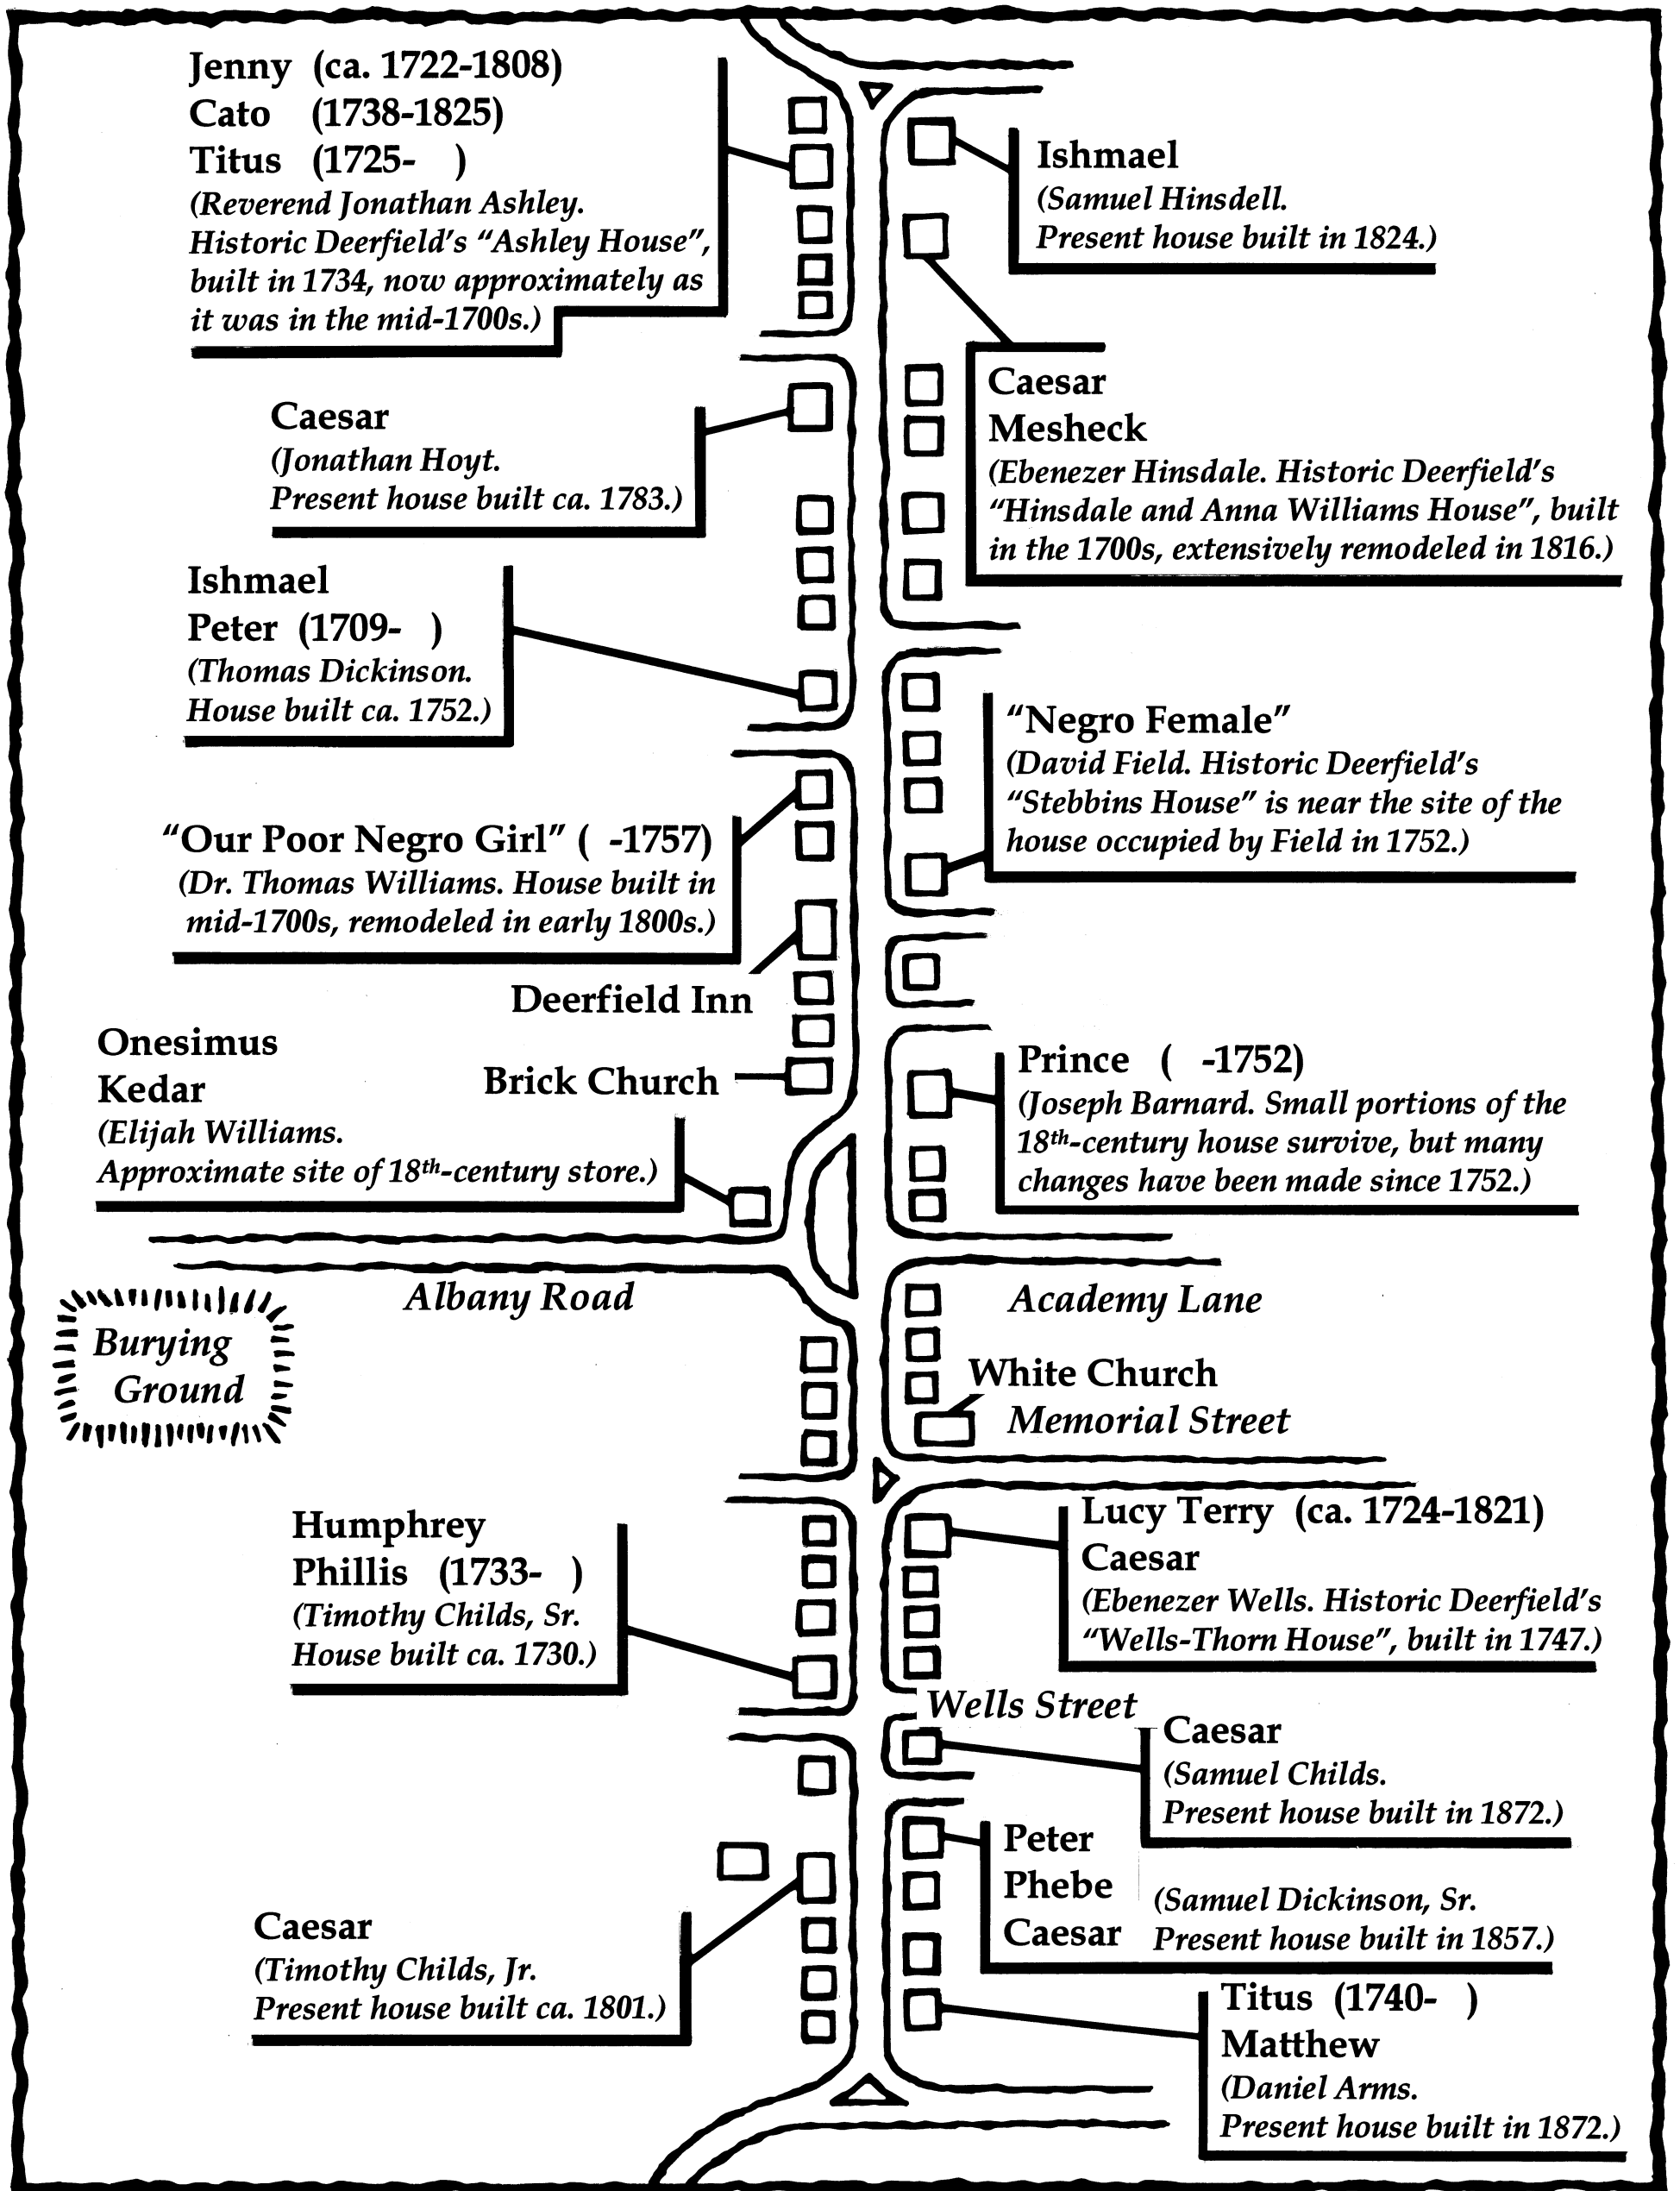 Jenny (ca. 1722-1808)
Cato (1738-1825)
Titus (1725- )
(Reverend Jonathan Ashley.
Historic Deerfield's "Ashley House",
built in 1734, now approximately as
it was in the mid-1700s.)
Ishmael
(Samuel Hinsdell.
Present house built in 1824.)
Caesar
Mesheck
(Ebenezer Hinsdale. Historic Deerfield's
"Hinsdale and Anna Williams House", built
in the 1700s, extensively remodeled in 1816.)
Caesar
(Jonathan Hoyt.
Present house built ca. 1783.)
Ishmael
Peter (1709- )
(Thomas Dickinson.
House built ca. 1752.)
"Negro Female"
(David Field. Historic Deerfield's
"Stebbins House" is near the site of the
house occupied by Field in 1752.)
"Our Poor Negro Girl" ( -1757)
(Dr. Thomas Williams. House built in
mid-1700s, remodeled in early 1800s.)
Deerfield Inn
Brick Church
Onesimus
Kedar
(Elijah Williams.
Approximate site of 18th-century store.)
Prince ( -1752)
(Joseph Barnard. Small portions of the
18th-century house survive, but many
changes have been made since 1752.)
Albany Road
Academy Lane
Burying
Ground
White Church
Memorial Street
Humphrey
Phillis (1733- )
(Timothy Childs, Sr.
House built ca. 1730.)
Lucy Terry (ca. 1724-1821)
Caesar
(Ebenezer Wells. Historic Deerfield's
"Wells-Thorn House", built in 1747.)
Wells Street
Caesar
(Samuel Childs.
Present house built in 1872.)
Peter
Phebe
Caesar
(Samuel Dickinson, Sr.
Present house built in 1857.)
Caesar
(Timothy Childs, Jr.
Present house built ca. 1801.)
Titus (1740- )
Matthew
(Daniel Arms.
Present house built in 1872.)